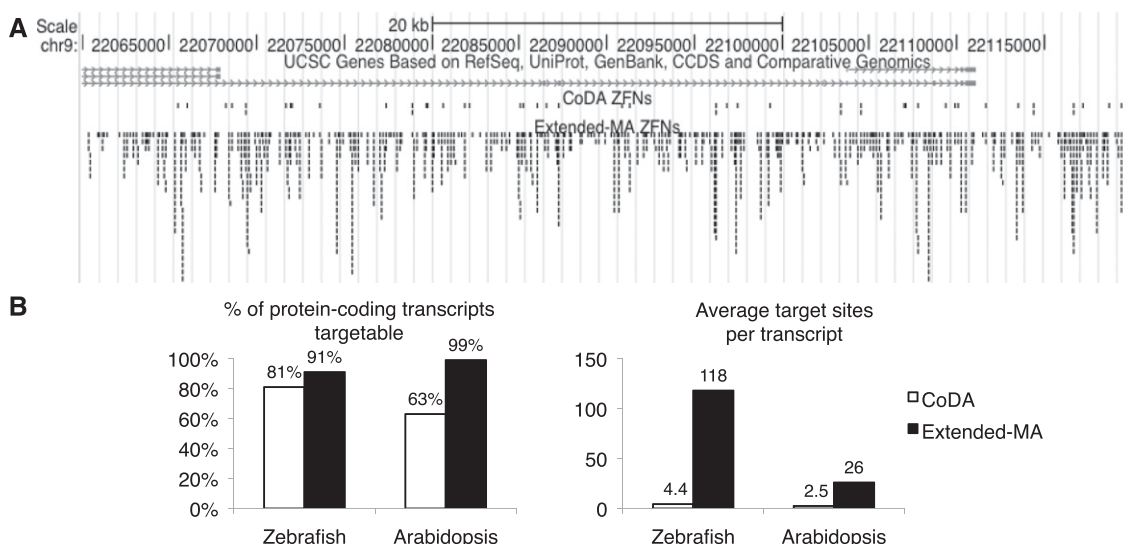 A
Scale
20 kb
chr9: 22065000 22070000 22075000 22080000 22085000 22090000 22095000 22100000 22105000 22110000 22115000
UCSC Genes Based on RefSeq, UniProt, GenBank, CCDS and Comparative Genomics
CoDA ZFNs
Extended-MA ZFNs
B
% of protein-coding transcripts
targetable
100%
80%
60%
40%
20%
0%
81%
91%
63%
99%
Zebrafish
Arabidopsis
Average target sites
per transcript
150
100
50
0
4.4
118
2.5
26
Zebrafish
Arabidopsis
CoDA
Extended-MA